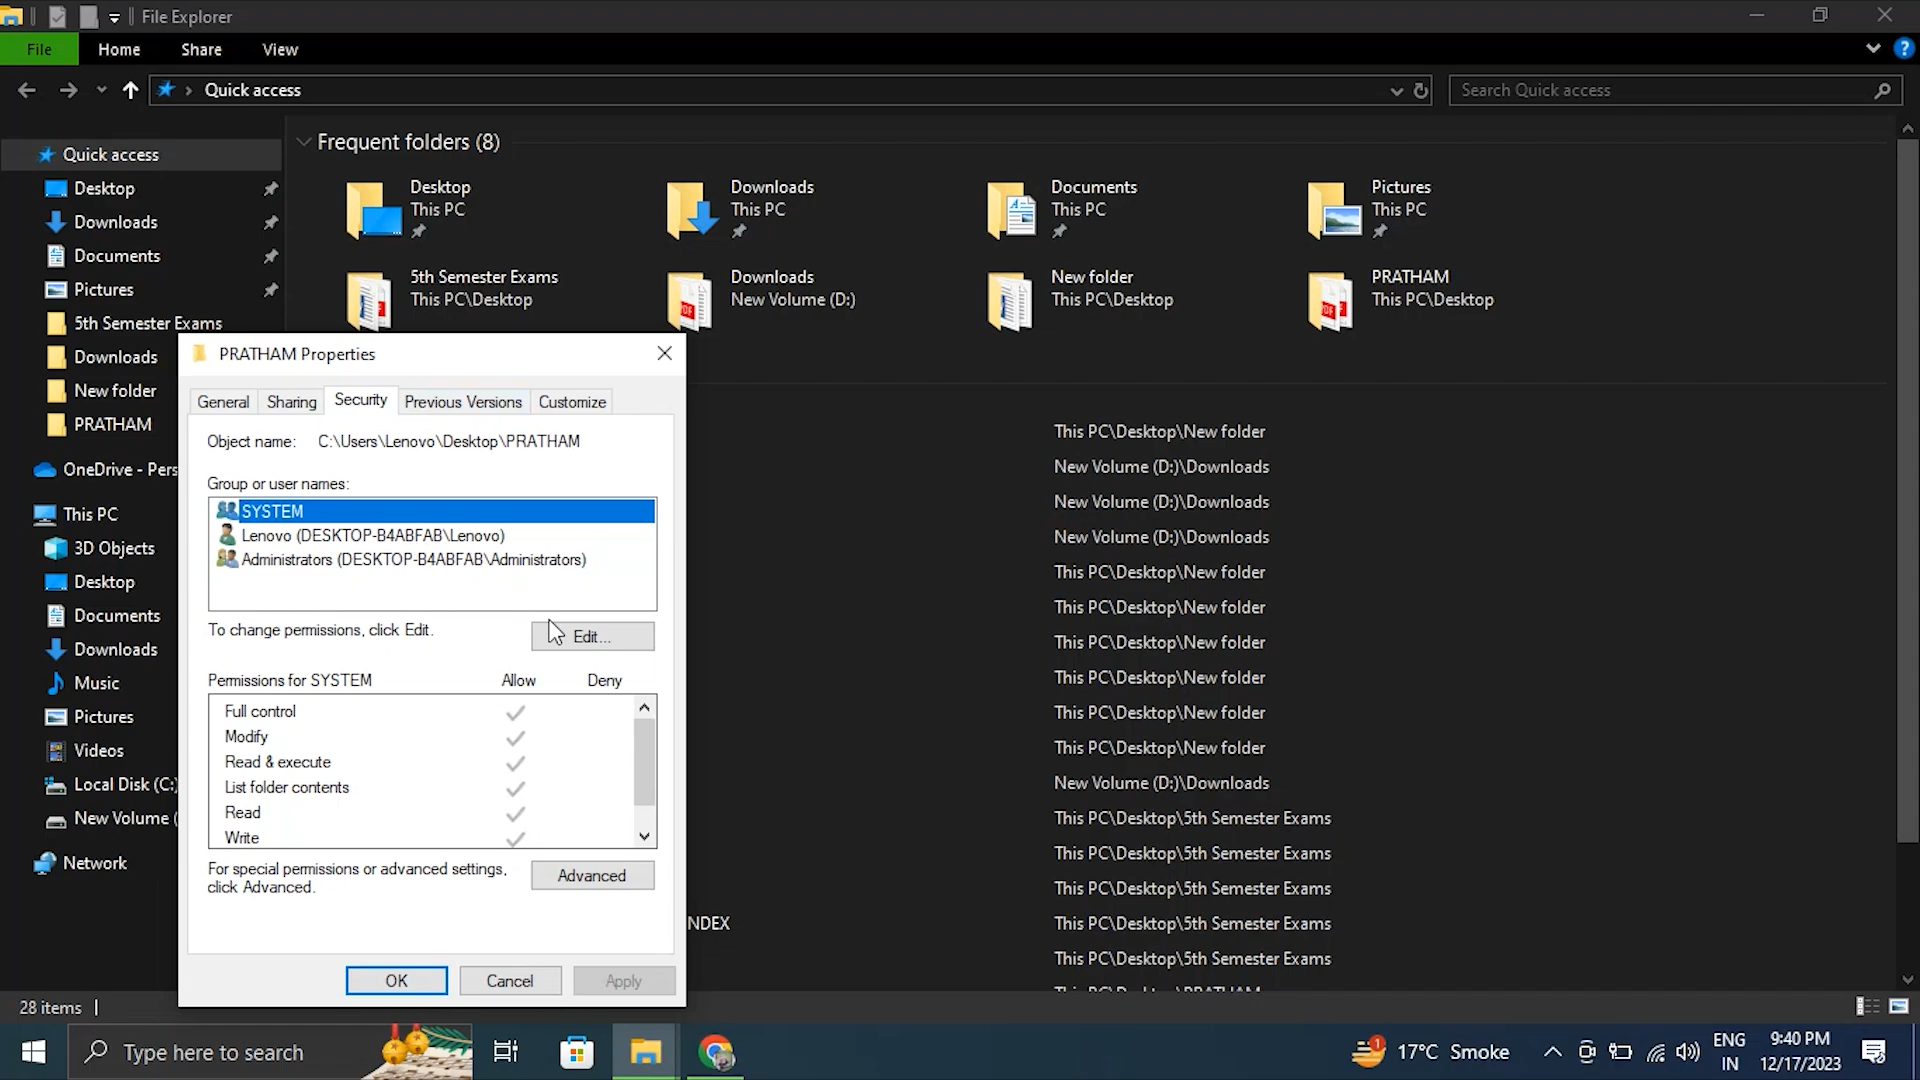 File Explorer
File Home Share View
Quick access
Search Quick access
Quick access
Desktop
Downloads
Documents
Pictures
5th Semester Exams
Downloads
New folder
PRATHAM
OneDrive - Pers
This PC
3D Objects
Desktop
Documents
Downloads
Music
Pictures
Videos
Local Disk (C:)
New Volume (
Network
Frequent folders (8)
Desktop
This PC
Downloads
This PC
Documents
This PC
Pictures
This PC
5th Semester Exams
This PC\Desktop
Downloads
New Volume (D:)
New folder
This PC\Desktop
PRATHAM
This PC\Desktop
PRATHAM Properties
General Sharing Security Previous Versions Customize
Object name: C:\Users\Lenovo\Desktop\PRATHAM
Group or user names:
SYSTEM
Lenovo (DESKTOP-B4ABFAB\Lenovo)
Administrators (DESKTOP-B4ABFAB\Administrators)
To change permissions, click Edit.
Edit...
Permissions for SYSTEM Allow Deny
Full control
Modify
Read & execute
List folder contents
Read
Write
For special permissions or advanced settings,
click Advanced.
Advanced
OK Cancel Apply
This PC\Desktop\New folder
New Volume (D:)\Downloads
New Volume (D:)\Downloads
New Volume (D:)\Downloads
This PC\Desktop\New folder
This PC\Desktop\New folder
This PC\Desktop\New folder
This PC\Desktop\New folder
This PC\Desktop\New folder
This PC\Desktop\New folder
New Volume (D:)\Downloads
This PC\Desktop\5th Semester Exams
This PC\Desktop\5th Semester Exams
This PC\Desktop\5th Semester Exams
NDEX
This PC\Desktop\5th Semester Exams
This PC\Desktop\5th Semester Exams
This PC\Desktop\PRATHAM
28 items
Type here to search
1
17°C Smoke
ENG
IN
9:40 PM
12/17/2023